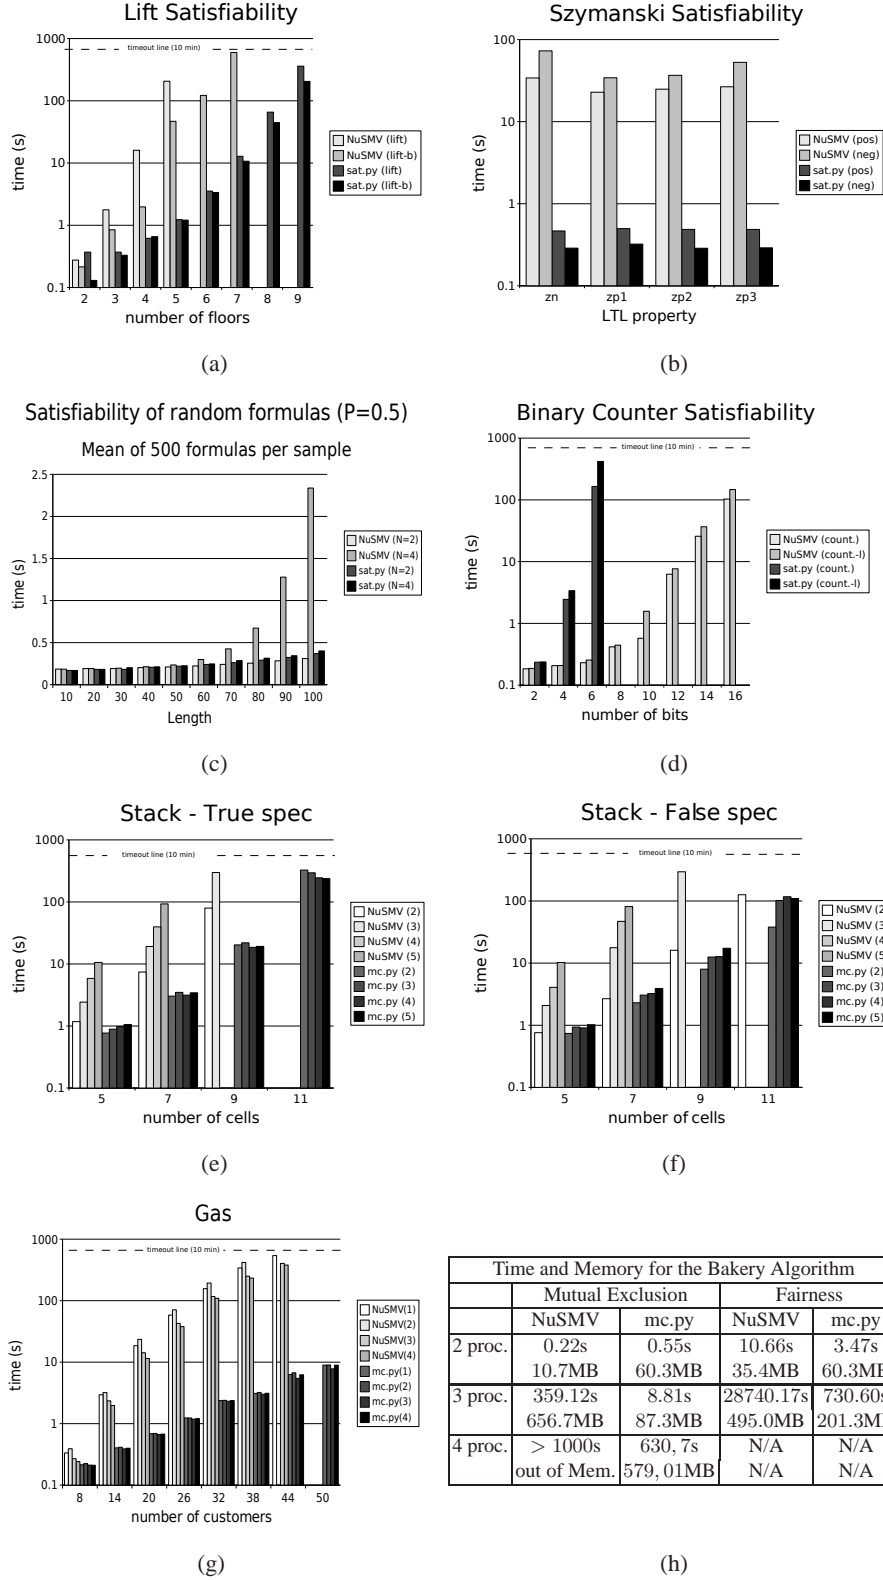 Lift Satisfiability
1000
timeout line (10 min)
100
10
1
0.1
time (s)
2 3 4 5 6 7 8 9
number of floors
NuSMV (lift)
NuSMV (lift-b)
sat.py (lift)
sat.py (lift-b)
(a)
Szymanski Satisfiability
100
10
1
0.1
time (s)
zn zp1 zp2 zp3
LTL property
NuSMV (pos)
NuSMV (neg)
sat.py (pos)
sat.py (neg)
(b)
Satisfiability of random formulas (P=0.5)
Mean of 500 formulas per sample
2.5
2
1.5
1
0.5
0
time (s)
10 20 30 40 50 60 70 80 90 100
Length
NuSMV (N=2)
NuSMV (N=4)
sat.py (N=2)
sat.py (N=4)
(c)
Binary Counter Satisfiability
1000
timeout line (10 min)
100
10
1
0.1
time (s)
2 4 6 8 10 12 14 16
number of bits
NuSMV (count.)
NuSMV (count.-l)
sat.py (count.)
sat.py (count.-l)
(d)
Stack - True spec
1000
timeout line (10 min)
100
10
1
0.1
time (s)
5 7 9 11
number of cells
NuSMV (2)
NuSMV (3)
NuSMV (4)
NuSMV (5)
mc.py (2)
mc.py (3)
mc.py (4)
mc.py (5)
(e)
Stack - False spec
1000
timeout line (10 min)
100
10
1
0.1
time (s)
5 7 9 11
number of cells
NuSMV (2
NuSMV (3
NuSMV (4
NuSMV (5
mc.py (2)
mc.py (3)
mc.py (4)
mc.py (5)
(f)
Gas
1000
timeout line (10 min)
100
10
1
0.1
time (s)
8 14 20 26 32 38 44 50
number of customers
NuSMV(1)
NuSMV(2)
NuSMV(3)
NuSMV(4)
mc.py(1)
mc.py(2)
mc.py(3)
mc.py(4)
(g)
Time and Memory for the Bakery Algorithm
Mutual Exclusion Fairness
NuSMV mc.py NuSMV mc.py
2 proc. 0.22s 0.55s 10.66s 3.47s
10.7MB 60.3MB 35.4MB 60.3MB
3 proc. 359.12s 8.81s 28740.17s 730.60s
656.7MB 87.3MB 495.0MB 201.3M
4 proc. > 1000s 630, 7s N/A N/A
out of Mem. 579, 01MB N/A N/A
(h)